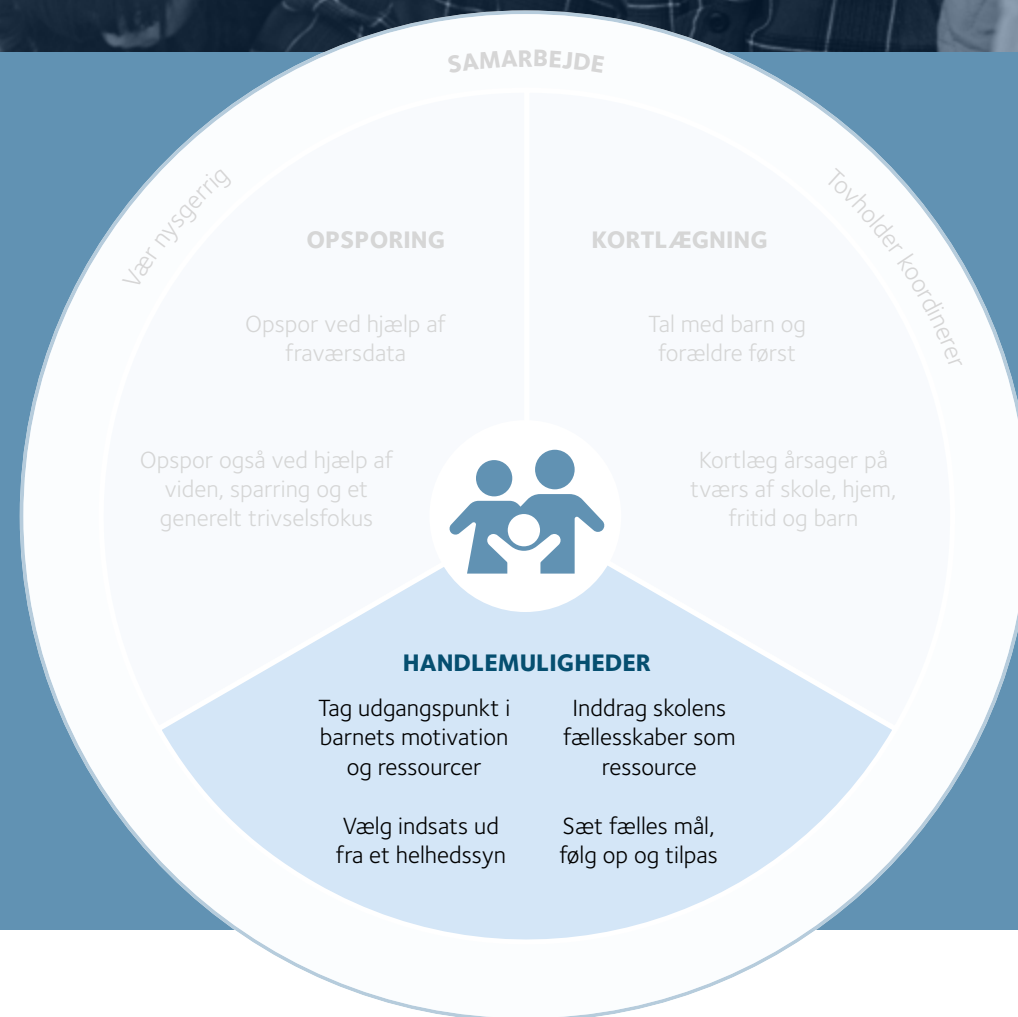 SAMARBEJDE
Vær nysgerrig
Tovholder koordinerer
OPSPORING
Opspor ved hjælp af
fraværsdata
Opspor også ved hjælp af
viden, sparring og et
generelt trivselsfokus
KORTLÆGNING
Tal med barn og
forældre først
Kortlæg årsager på
tværs af skole, hjem,
fritid og barn
HANDLEMULIGHEDER
Tag udgangspunkt i
barnets motivation
og ressourcer
Inddrag skolens
fællesskaber som
ressource
Vælg indsats ud
fra et helhedssyn
Sæt fælles mål,
følg op og tilpas